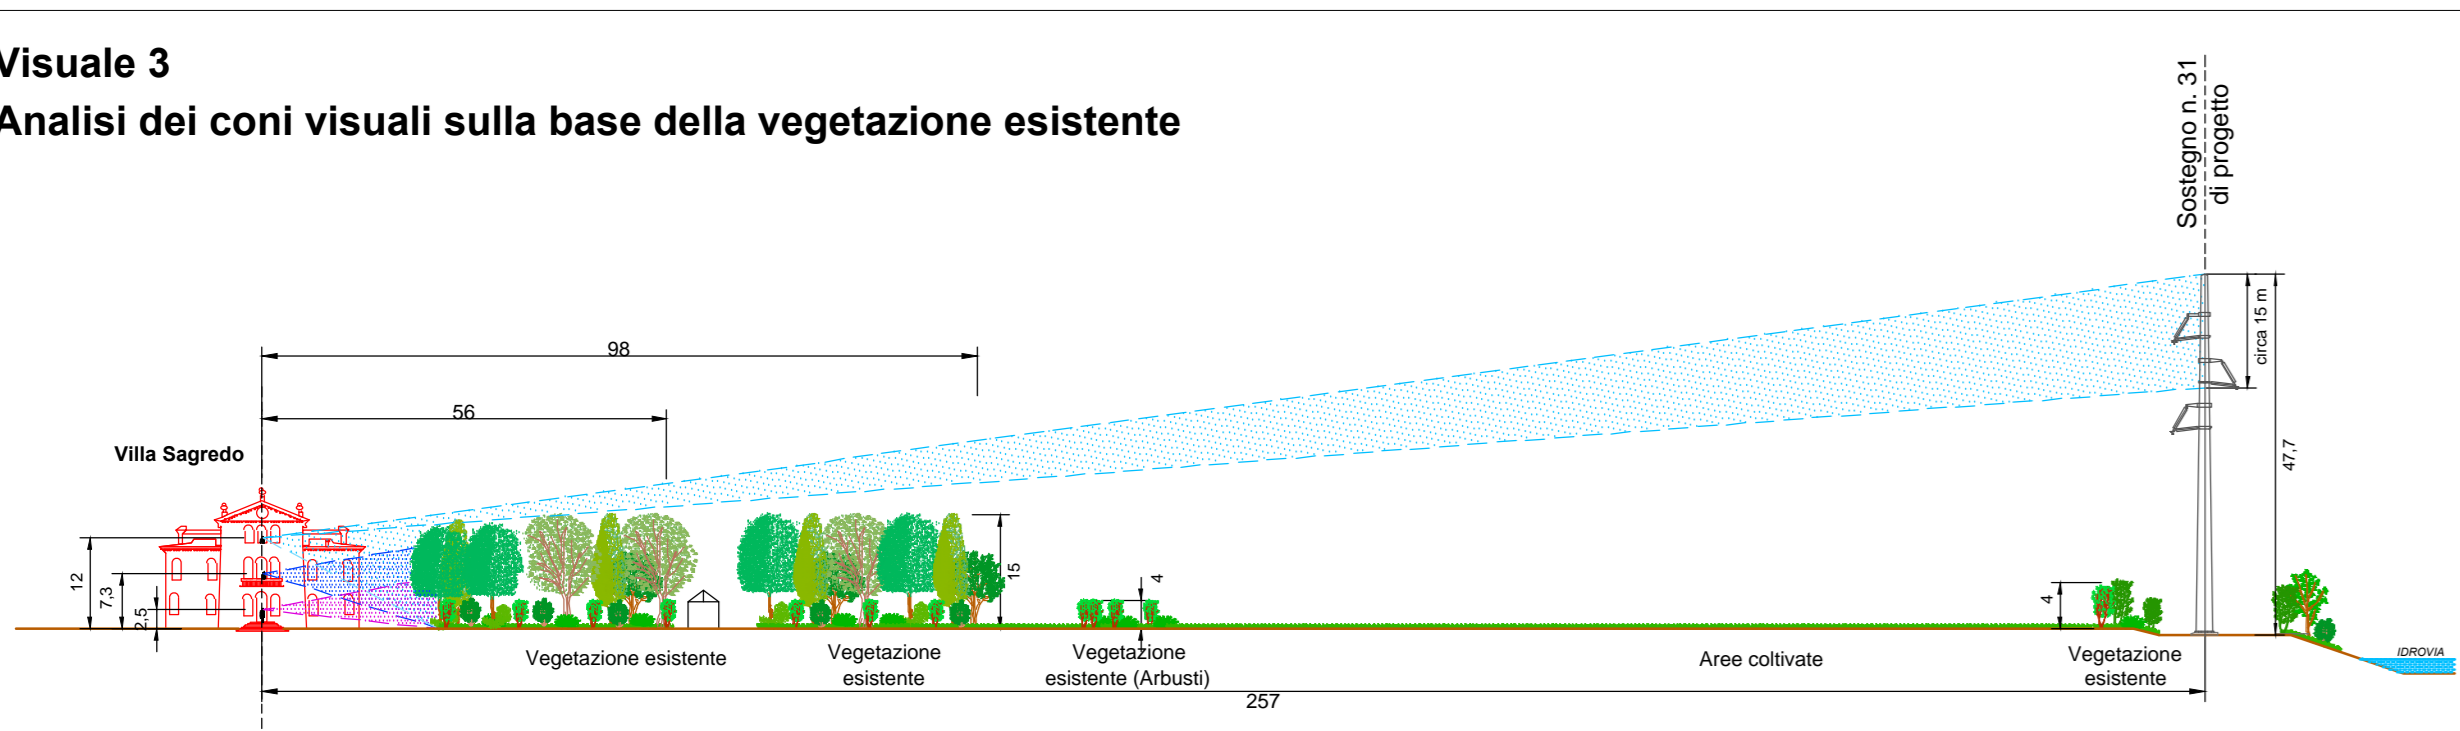 Visuale 3
Analisi dei coni visuali sulla base della vegetazione esistente
Sostegno n. 31
di progetto
98
56
Villa Sagredo
circa 15 m
47,7
12
7,3
2,5
15
4
4
Vegetazione esistente
Vegetazione
esistente
Vegetazione
esistente (Arbusti)
Aree coltivate
Vegetazione
esistente
IDROVIA
257